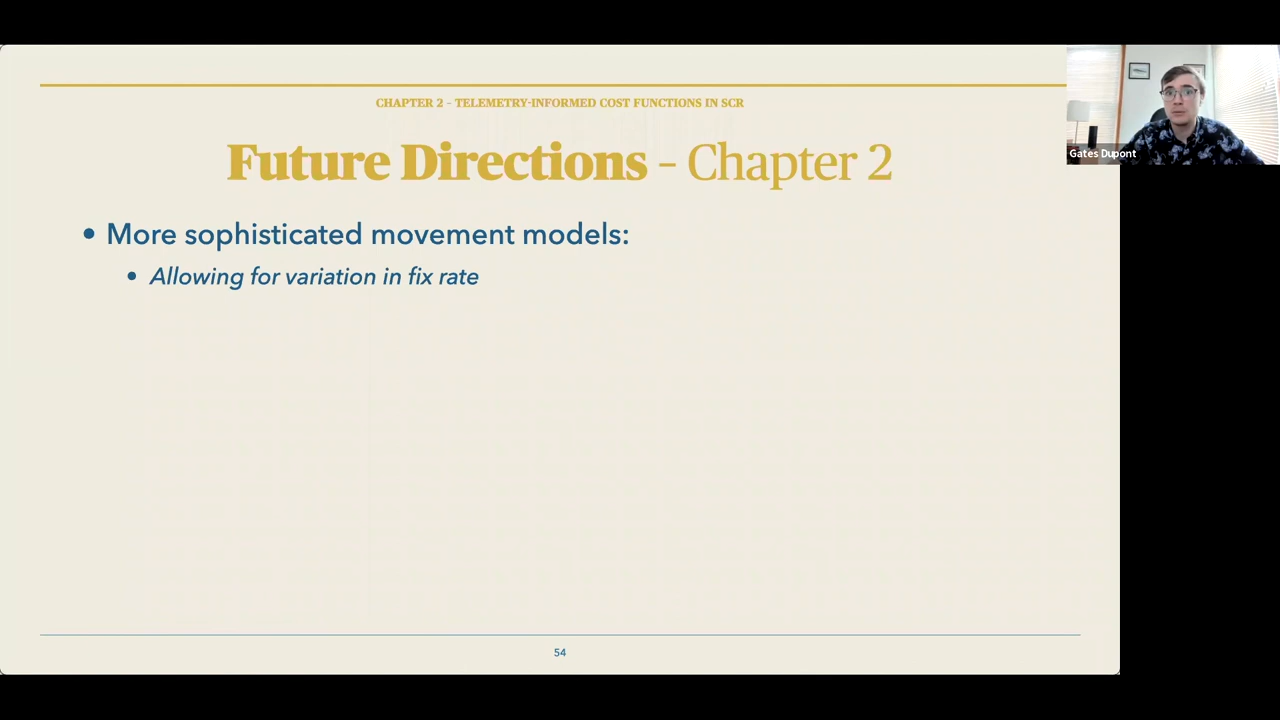 CHAPTER 2 – TELEMETRY-INFORMED COST FUNCTIONS IN SCR
Future Directions – Chapter 2
• More sophisticated movement models:
• Allowing for variation in fix rate
54
Gates Dupont